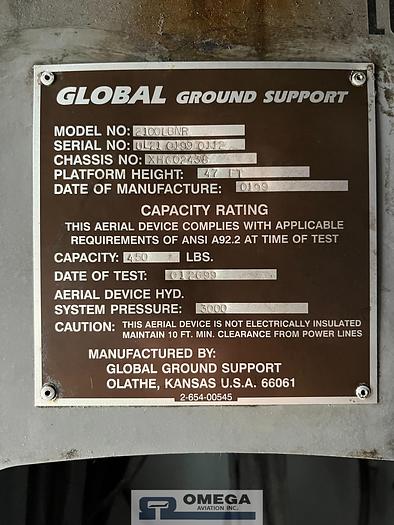 GLOBAL GROUND SUPPORT
MODEL NO: 2100LBNR
SERIAL NO: GL21 0199 0112
CHASSIS NO: XHC02438
PLATFORM HEIGHT: 47 FT
DATE OF MANUFACTURE: 0199
CAPACITY RATING
THIS AERIAL DEVICE COMPLIES WITH APPLICABLE
REQUIREMENTS OF ANSI A92.2 AT TIME OF TEST
CAPACITY: 450 LBS.
DATE OF TEST: 012699
AERIAL DEVICE HYD.
SYSTEM PRESSURE: 3000
CAUTION: THIS AERIAL DEVICE IS NOT ELECTRICALLY INSULATED
MAINTAIN 10 FT. MIN. CLEARANCE FROM POWER LINES
MANUFACTURED BY:
GLOBAL GROUND SUPPORT
OLATHE, KANSAS U.S.A. 66061
2-654-00545
OMEGA
AVIATION INC.